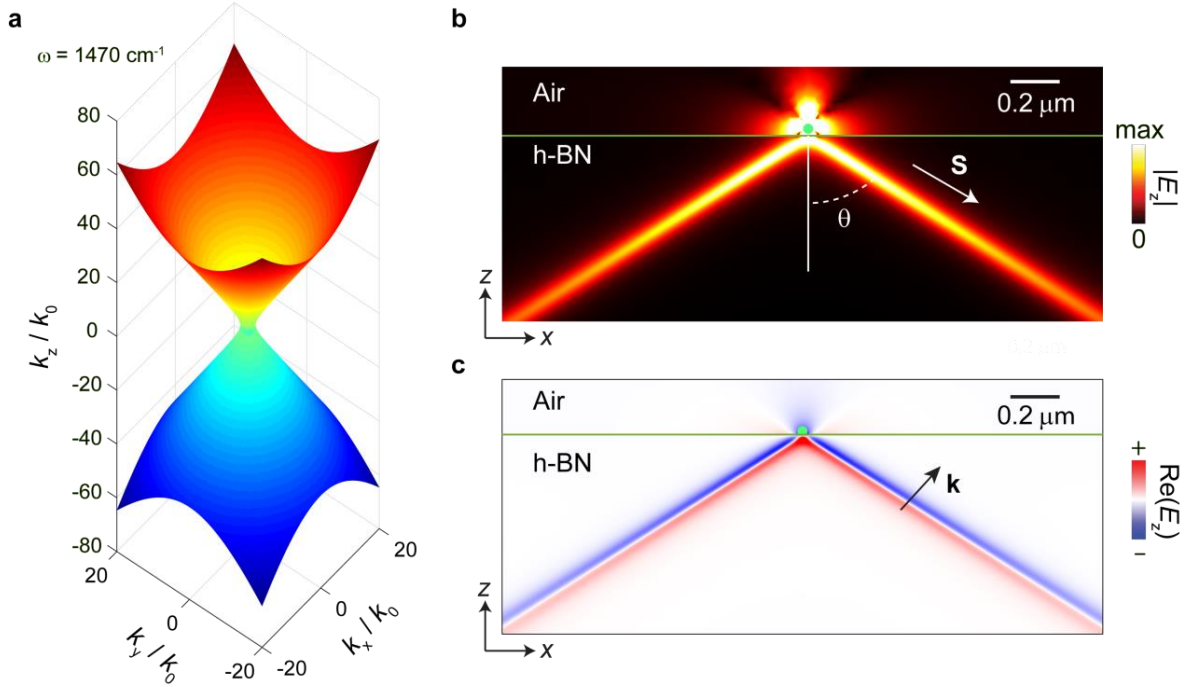 a
ω = 1470 cm-1
80
60
40
20
0
-20
-40
-60
-80
kz / k0
20
0
-20
ky / k0
-20
0
20
kx / k0
b
Air
h-BN
0.2 μm
S
θ
z
x
max
0
|Ez|
c
Air
h-BN
0.2 μm
k
z
x
+
−
Re(Ez)